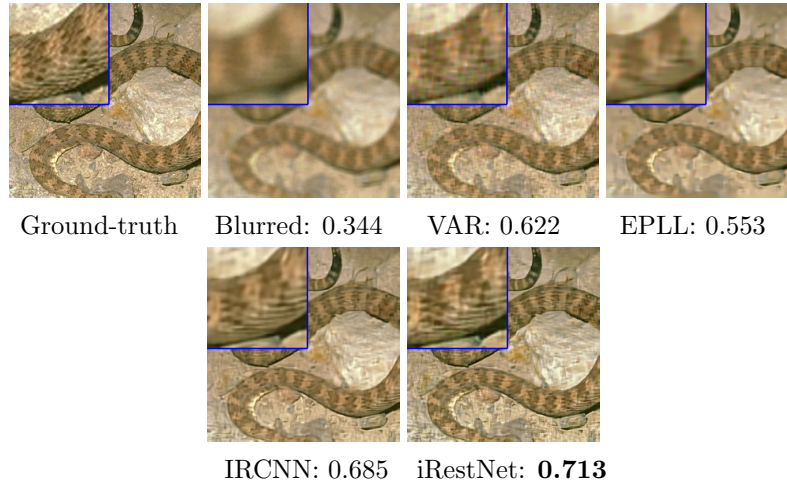 Ground-truth Blurred: 0.344 VAR: 0.622 EPLL: 0.553
IRCNN: 0.685 iRestNet: 0.713